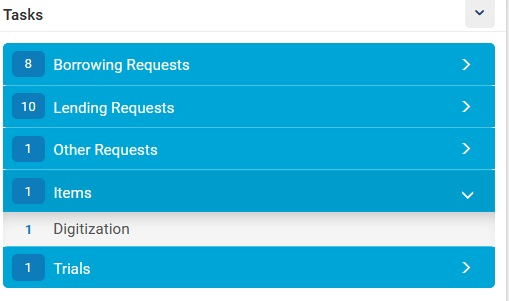 Tasks
8 Borrowing Requests
10 Lending Requests
1 Other Requests
1 Items
1 Digitization
1 Trials